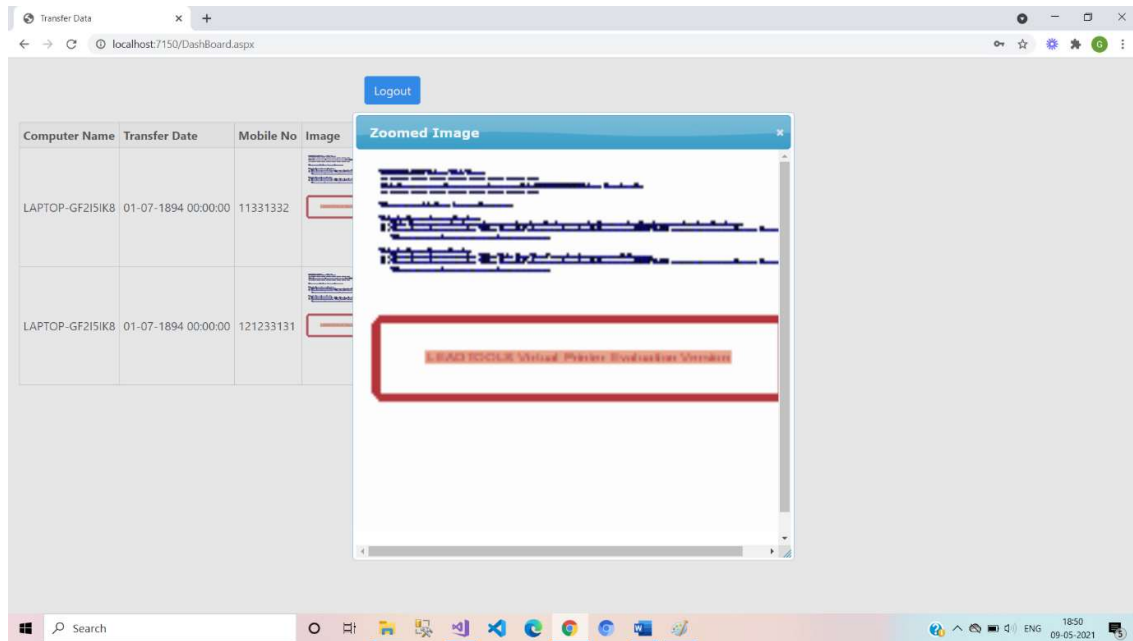 Transfer Data
localhost:7150/DashBoard.aspx
G
Logout
Computer Name Transfer Date Mobile No Image
Zoomed Image
LAPTOP-GF2I5IK8 01-07-1894 00:00:00 11331332
LEADTOOLS Virtual Printer Evaluation Version
LAPTOP-GF2I5IK8 01-07-1894 00:00:00 121233131
Search
ENG
18:50
09-05-2021
5